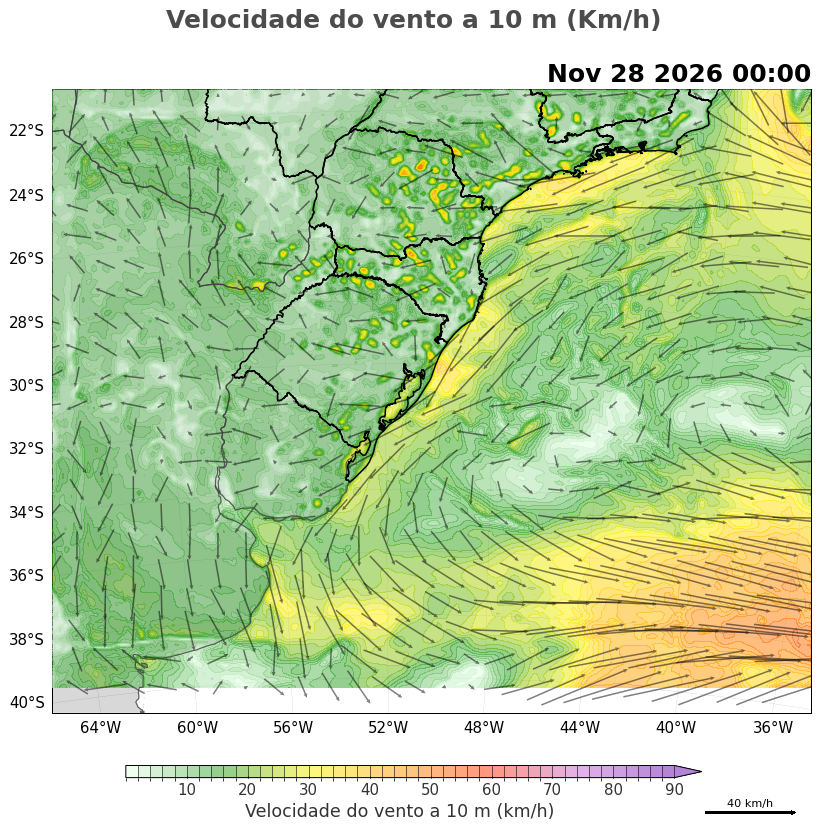 Velocidade do vento a 10 m (Km/h)
Nov 28 2026 00:00
22°S
24°S
26°S
28°S
30°S
32°S
34°S
36°S
38°S
40°S
64°W 60°W 56°W 52°W 48°W 44°W 40°W 36°W
10 20 30 40 50 60 70 80 90
Velocidade do vento a 10 m (km/h)
40 km/h